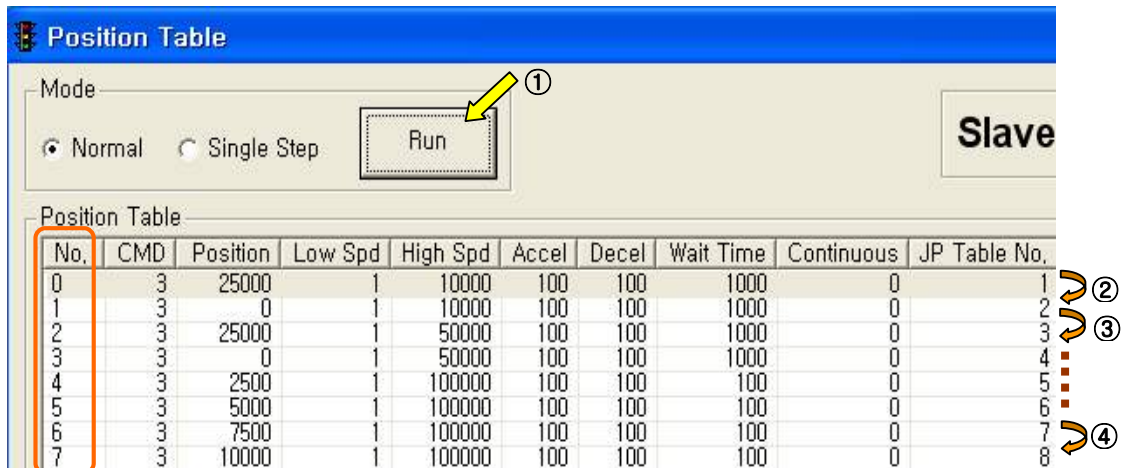 Position Table
①
Mode
Normal Single Step Run
Slave
Position Table
No. CMD Position Low Spd High Spd Accel Decel Wait Time Continuous JP Table No.
0 3 25000 1 10000 100 100 1000 0 1
②
1 3 0 1 10000 100 100 1000 0 2
2 3 25000 1 50000 100 100 1000 0 3
③
3 3 0 1 50000 100 100 1000 0 4
4 3 2500 1 100000 100 100 100 0 5
5 3 5000 1 100000 100 100 100 0 6
6 3 7500 1 100000 100 100 100 0 7
④
7 3 10000 1 100000 100 100 100 0 8